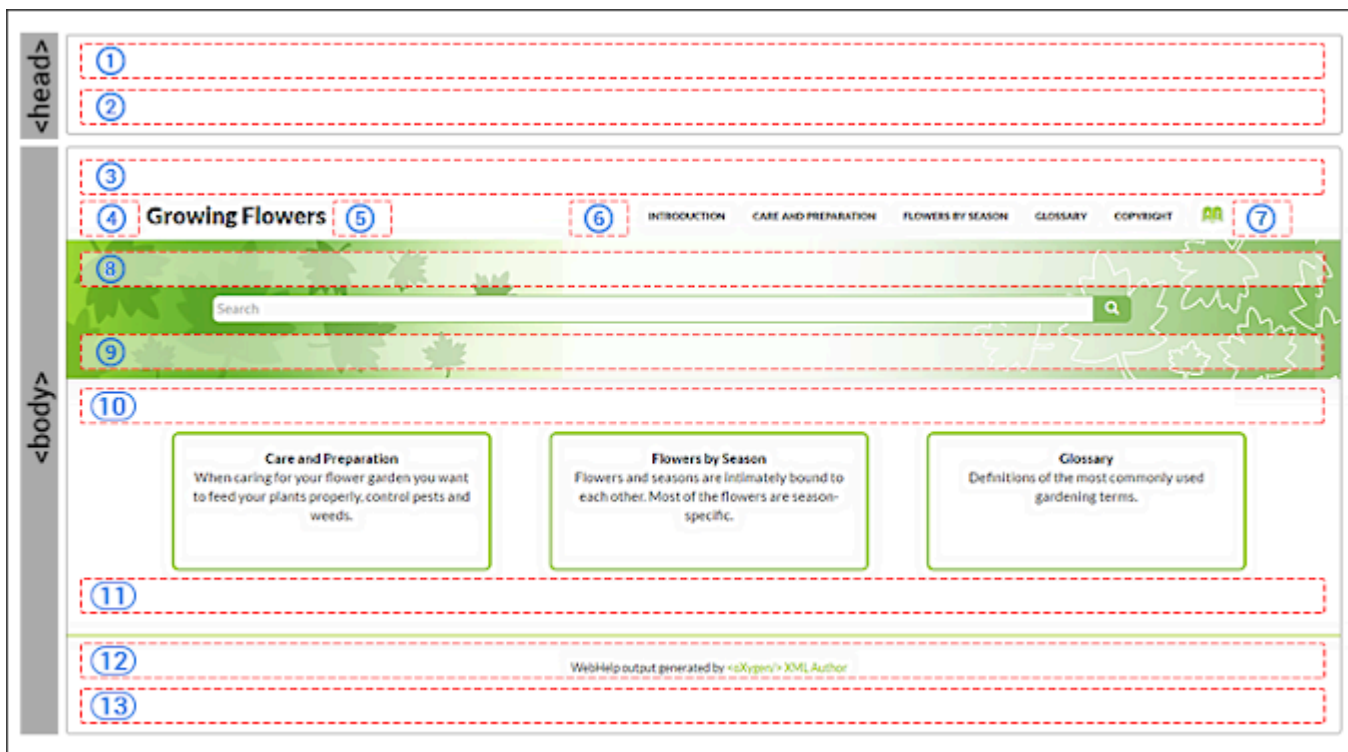 <head>
1
2
<body>
3
4 Growing Flowers 5 6 INTRODUCTION CARE AND PREPARATION FLOWERS BY SEASON GLOSSARY COPYRIGHT 7
8
Search
9
10
Care and Preparation
When caring for your flower garden you want
to feed your plants properly, control pests and
weeds.
Flowers by Season
Flowers and seasons are intimately bound to
each other. Most of the flowers are season-
specific.
Glossary
Definitions of the most commonly used
gardening terms.
11
12 WebHelp output generated by <oXygen/> XML Author
13